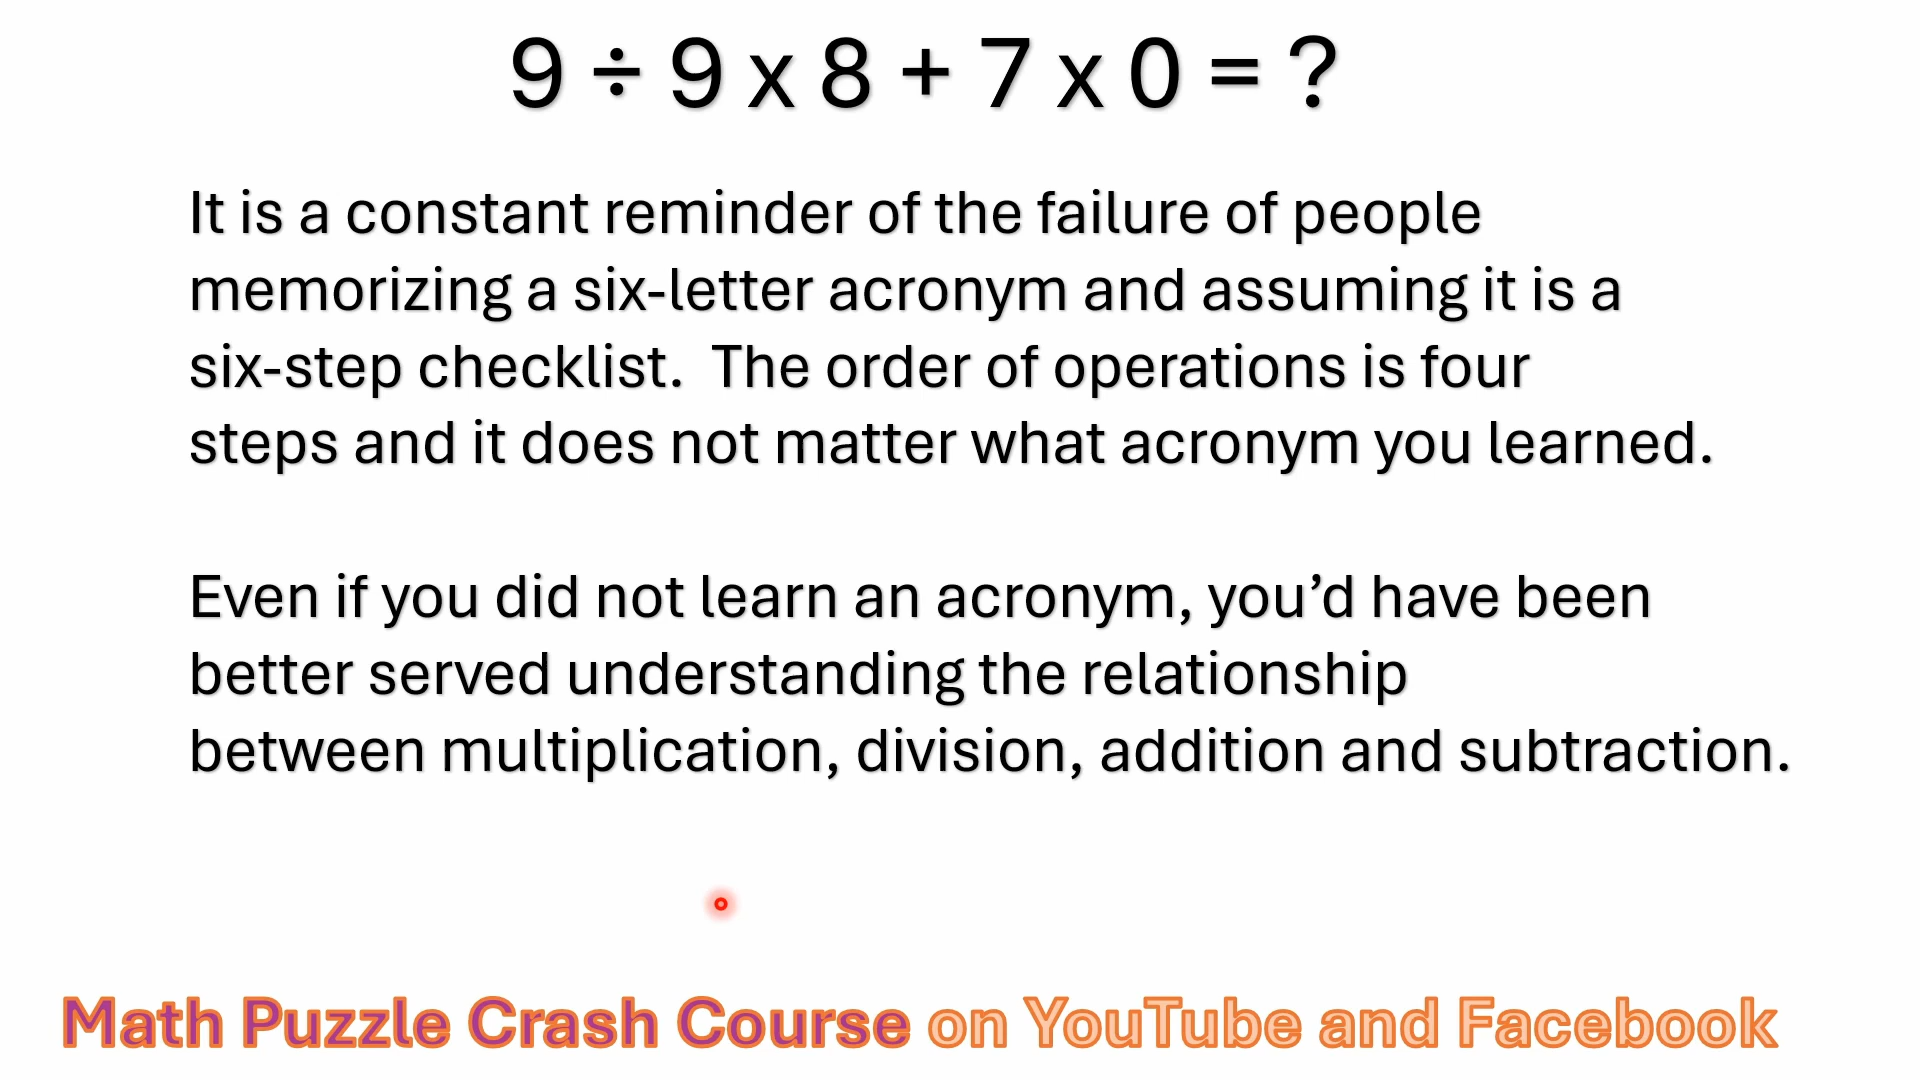 9 ÷ 9 x 8 + 7 x 0 = ?
It is a constant reminder of the failure of people
memorizing a six-letter acronym and assuming it is a
six-step checklist.  The order of operations is four
steps and it does not matter what acronym you learned.
Even if you did not learn an acronym, you’d have been
better served understanding the relationship
between multiplication, division, addition and subtraction.
Math Puzzle Crash Course on YouTube and Facebook